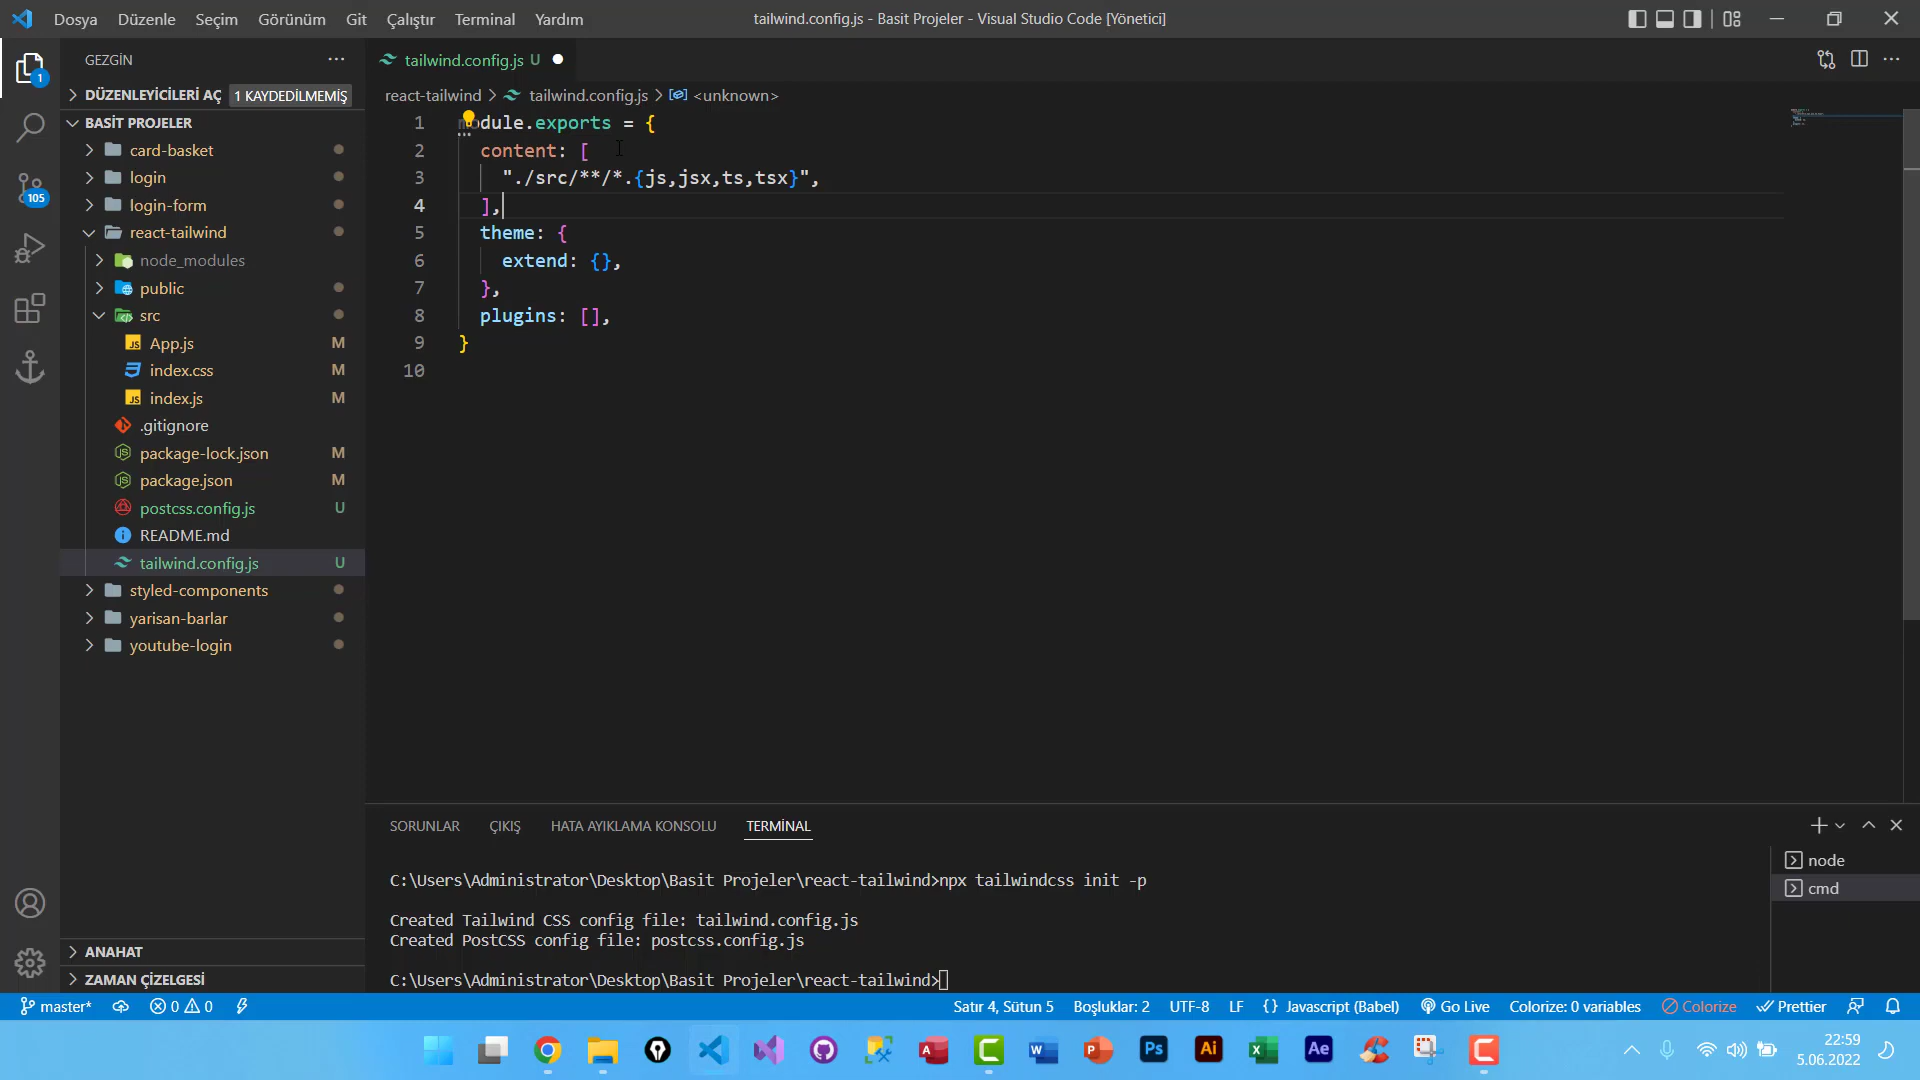 Dosya Düzenle Seçim Görünüm Git Çalıştır Terminal Yardım
tailwind.config.js - Basit Projeler - Visual Studio Code [Yönetici]
GEZGİN
DÜZENLEYİCİLERİ AÇ 1 KAYDEDİLMEMİŞ
BASİT PROJELER
card-basket
login
login-form
react-tailwind
node_modules
public
src
App.js M
index.css M
index.js M
.gitignore
package-lock.json M
package.json M
postcss.config.js U
README.md
tailwind.config.js U
styled-components
yarisan-barlar
youtube-login
ANAHAT
ZAMAN ÇİZELGESİ
1
105
tailwind.config.js U
react-tailwind > tailwind.config.js > <unknown>
1 module.exports = {
2 content: [
3 "./src/**/*.{js,jsx,ts,tsx}",
4 ],
5 theme: {
6 extend: {},
7 },
8 plugins: [],
9 }
10
SORUNLAR ÇIKIŞ HATA AYIKLAMA KONSOLU TERMİNAL
C:\Users\Administrator\Desktop\Basit Projeler\react-tailwind>npx tailwindcss init -p
Created Tailwind CSS config file: tailwind.config.js
Created PostCSS config file: postcss.config.js
C:\Users\Administrator\Desktop\Basit Projeler\react-tailwind>
node
cmd
master* 0 0
Satır 4, Sütun 5 Boşluklar: 2 UTF-8 LF {} Javascript (Babel) Go Live Colorize: 0 variables Colorize Prettier
A W P Ps Ai X Ae
22:59
5.06.2022